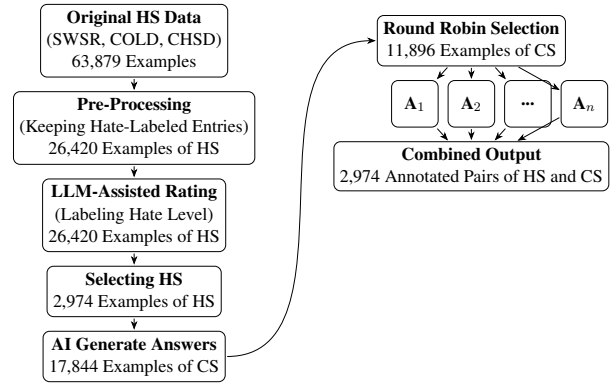 Original HS Data
(SWSR, COLD, CHSD)
63,879 Examples
Pre-Processing
(Keeping Hate-Labeled Entries)
26,420 Examples of HS
LLM-Assisted Rating
(Labeling Hate Level)
26,420 Examples of HS
Selecting HS
2,974 Examples of HS
AI Generate Answers
17,844 Examples of CS
Round Robin Selection
11,896 Examples of CS
A1 A2 ... An
Combined Output
2,974 Annotated Pairs of HS and CS